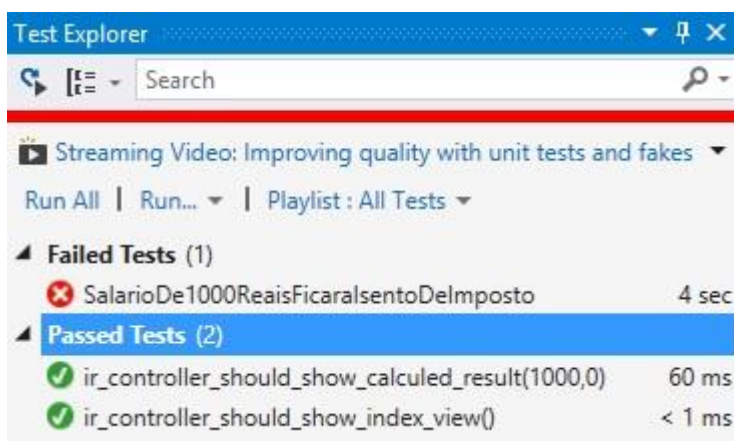 Test Explorer
Search
Streaming Video: Improving quality with unit tests and fakes
Run All | Run... | Playlist : All Tests
Failed Tests (1)
SalarioDe1000ReaisFicaraIsentoDeImposto 4 sec
Passed Tests (2)
ir_controller_should_show_calculed_result(1000,0) 60 ms
ir_controller_should_show_index_view() < 1 ms